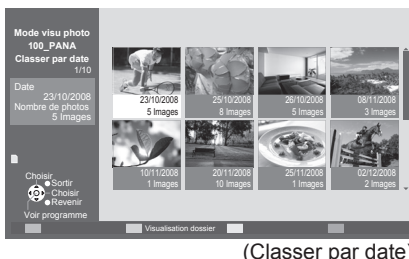 Mode visu photo
100_PANA
Classer par date
1/10
Date
23/10/2008
Nombre de photos
5 Images
Choisir
Sortir
Choisir
Revenir
Voir programme
23/10/2008 25/10/2008 26/10/2008 08/11/2008
5 Images 8 Images 5 Images 3 Images
10/11/2008 20/11/2008 25/11/2008 02/12/2008
1 Images 10 Images 1 Images 2 Images
Visualisation dossier
(Classer par date)